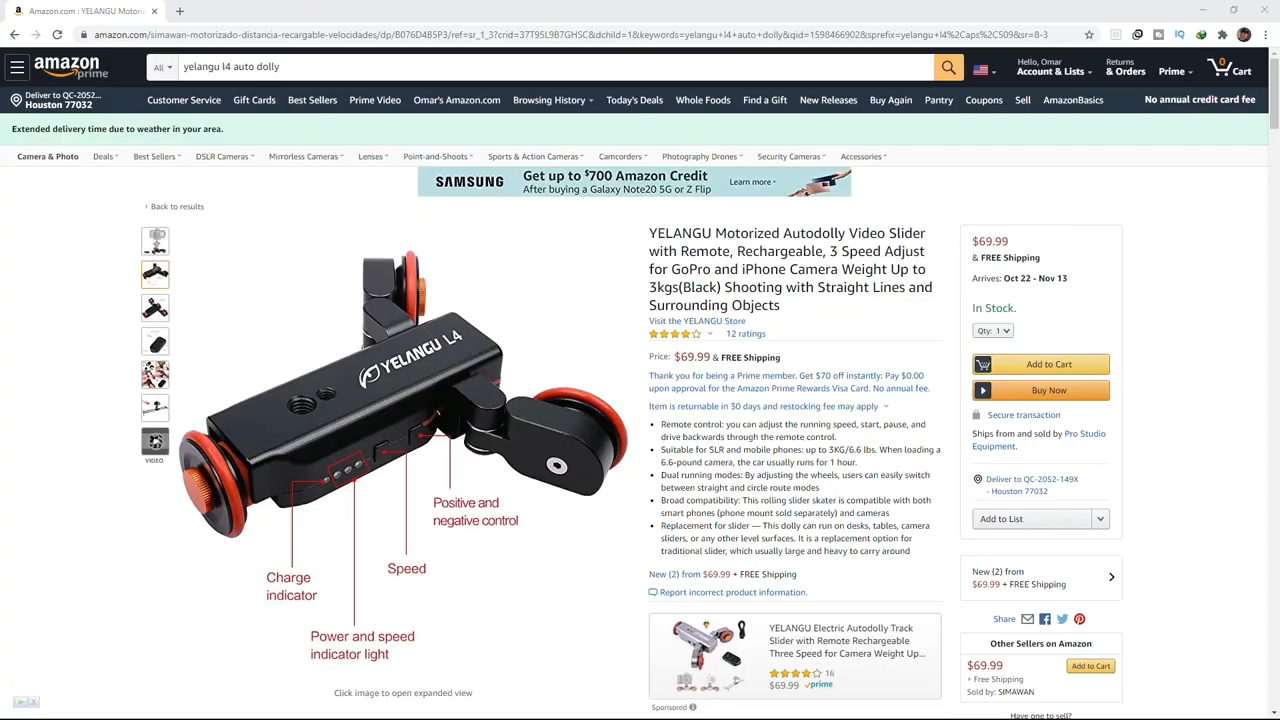 Amazon.com : YELANGU Motoriz
amazon.com/simawan-motorizado-distancia-recargable-velocidades/dp/B076D4B5P3/ref=sr_1_3?crid=37T95L9B7GHSC&dchild=1&keywords=yelangu+l4+auto+dolly&qid=1598466902&sprefix=yelangu+l4%2Caps%2C509&sr=8-3
amazon prime
All
yelangu l4 auto dolly
Hello, Omar
Account & Lists
Returns
& Orders
Prime
0
Cart
Deliver to QC-2052...
Houston 77032
Customer Service
Gift Cards
Best Sellers
Prime Video
Omar's Amazon.com
Browsing History
Today's Deals
Whole Foods
Find a Gift
New Releases
Buy Again
Pantry
Coupons
Sell
AmazonBasics
No annual credit card fee
Extended delivery time due to weather in your area.
Camera & Photo
Deals
Best Sellers
DSLR Cameras
Mirrorless Cameras
Lenses
Point-and-Shoots
Sports & Action Cameras
Camcorders
Photography Drones
Security Cameras
Accessories
SAMSUNG
Get up to $700 Amazon Credit
After buying a Galaxy Note20 5G or Z Flip
Learn more
‹ Back to results
VIDEO
YELANGU L4
Positive and
negative control
Speed
Charge
indicator
Power and speed
indicator light
Click image to open expanded view
YELANGU Motorized Autodolly Video Slider
with Remote, Rechargeable, 3 Speed Adjust
for GoPro and iPhone Camera Weight Up to
3kgs(Black) Shooting with Straight Lines and
Surrounding Objects
Visit the YELANGU Store
12 ratings
Price: $69.99 & FREE Shipping
Thank you for being a Prime member. Get $70 off instantly: Pay $0.00
upon approval for the Amazon Prime Rewards Visa Card. No annual fee.
Item is returnable in 30 days and restocking fee may apply
• Remote control: you can adjust the running speed, start, pause, and
drive backwards through the remote control.
• Suitable for SLR and mobile phones: up to 3KG/6.6 lbs. When loading a
6.6-pound camera, the car usually runs for 1 hour.
• Dual running modes: By adjusting the wheels, users can easily switch
between straight and circle route modes
• Broad compatibility: This rolling slider skater is compatible with both
smart phones (phone mount sold separately) and cameras
• Replacement for slider — This dolly can run on desks, tables, camera
sliders, or any other level surfaces. It is a replacement option for
traditional slider, which usually large and heavy to carry around
New (2) from $69.99 + FREE Shipping
Report incorrect product information.
YELANGU Electric Autodolly Track
Slider with Remote Rechargeable
Three Speed for Camera Weight Up...
16
$69.99 prime
Sponsored
$69.99
& FREE Shipping
Arrives: Oct 22 - Nov 13
In Stock.
Qty: 1
Add to Cart
Buy Now
Secure transaction
Ships from and sold by Pro Studio
Equipment.
Deliver to QC-2052-149X
- Houston 77032
Add to List
New (2) from
$69.99 + FREE Shipping
Share
Other Sellers on Amazon
$69.99
+ Free Shipping
Sold by: SIMAWAN
Add to Cart
Have one to sell?